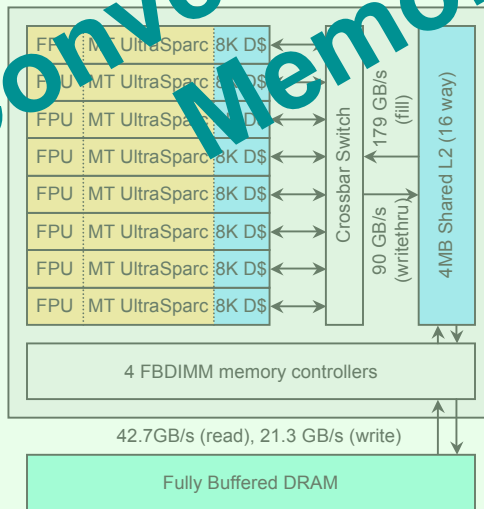 FPU MT UltraSparc 8K D$
FPU MT UltraSparc 8K D$
FPU MT UltraSparc 8K D$
FPU MT UltraSparc 8K D$
FPU MT UltraSparc 8K D$
FPU MT UltraSparc 8K D$
FPU MT UltraSparc 8K D$
FPU MT UltraSparc 8K D$
Crossbar Switch
179 GB/s
(fill)
90 GB/s
(writethru)
4MB Shared L2 (16 way)
4 FBDIMM memory controllers
42.7GB/s (read), 21.3 GB/s (write)
Fully Buffered DRAM